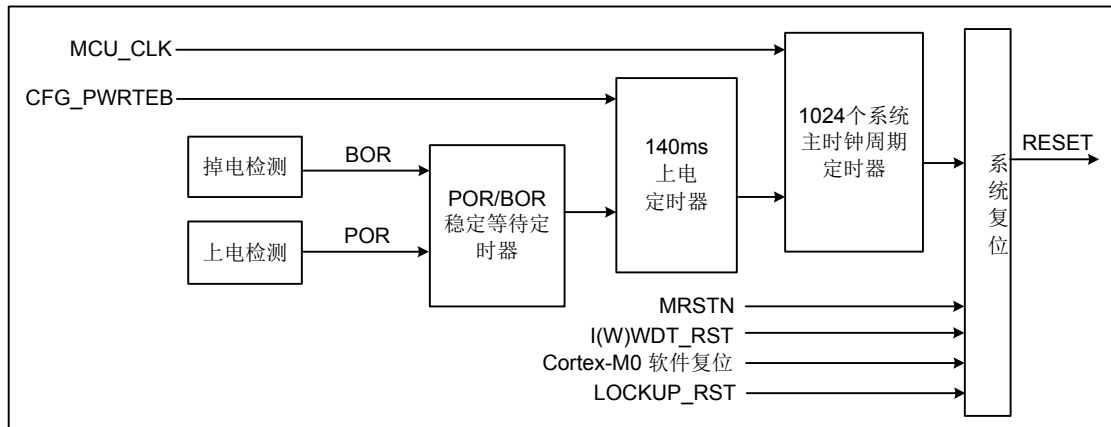 MCU_CLK
CFG_PWRTEB
掉电检测
BOR
上电检测
POR
POR/BOR
稳定等待定
时器
140ms
上电
定时器
1024个系统
主时钟周期
定时器
系统复位
RESET
MRSTN
I(W)WDT_RST
Cortex-M0 软件复位
LOCKUP_RST